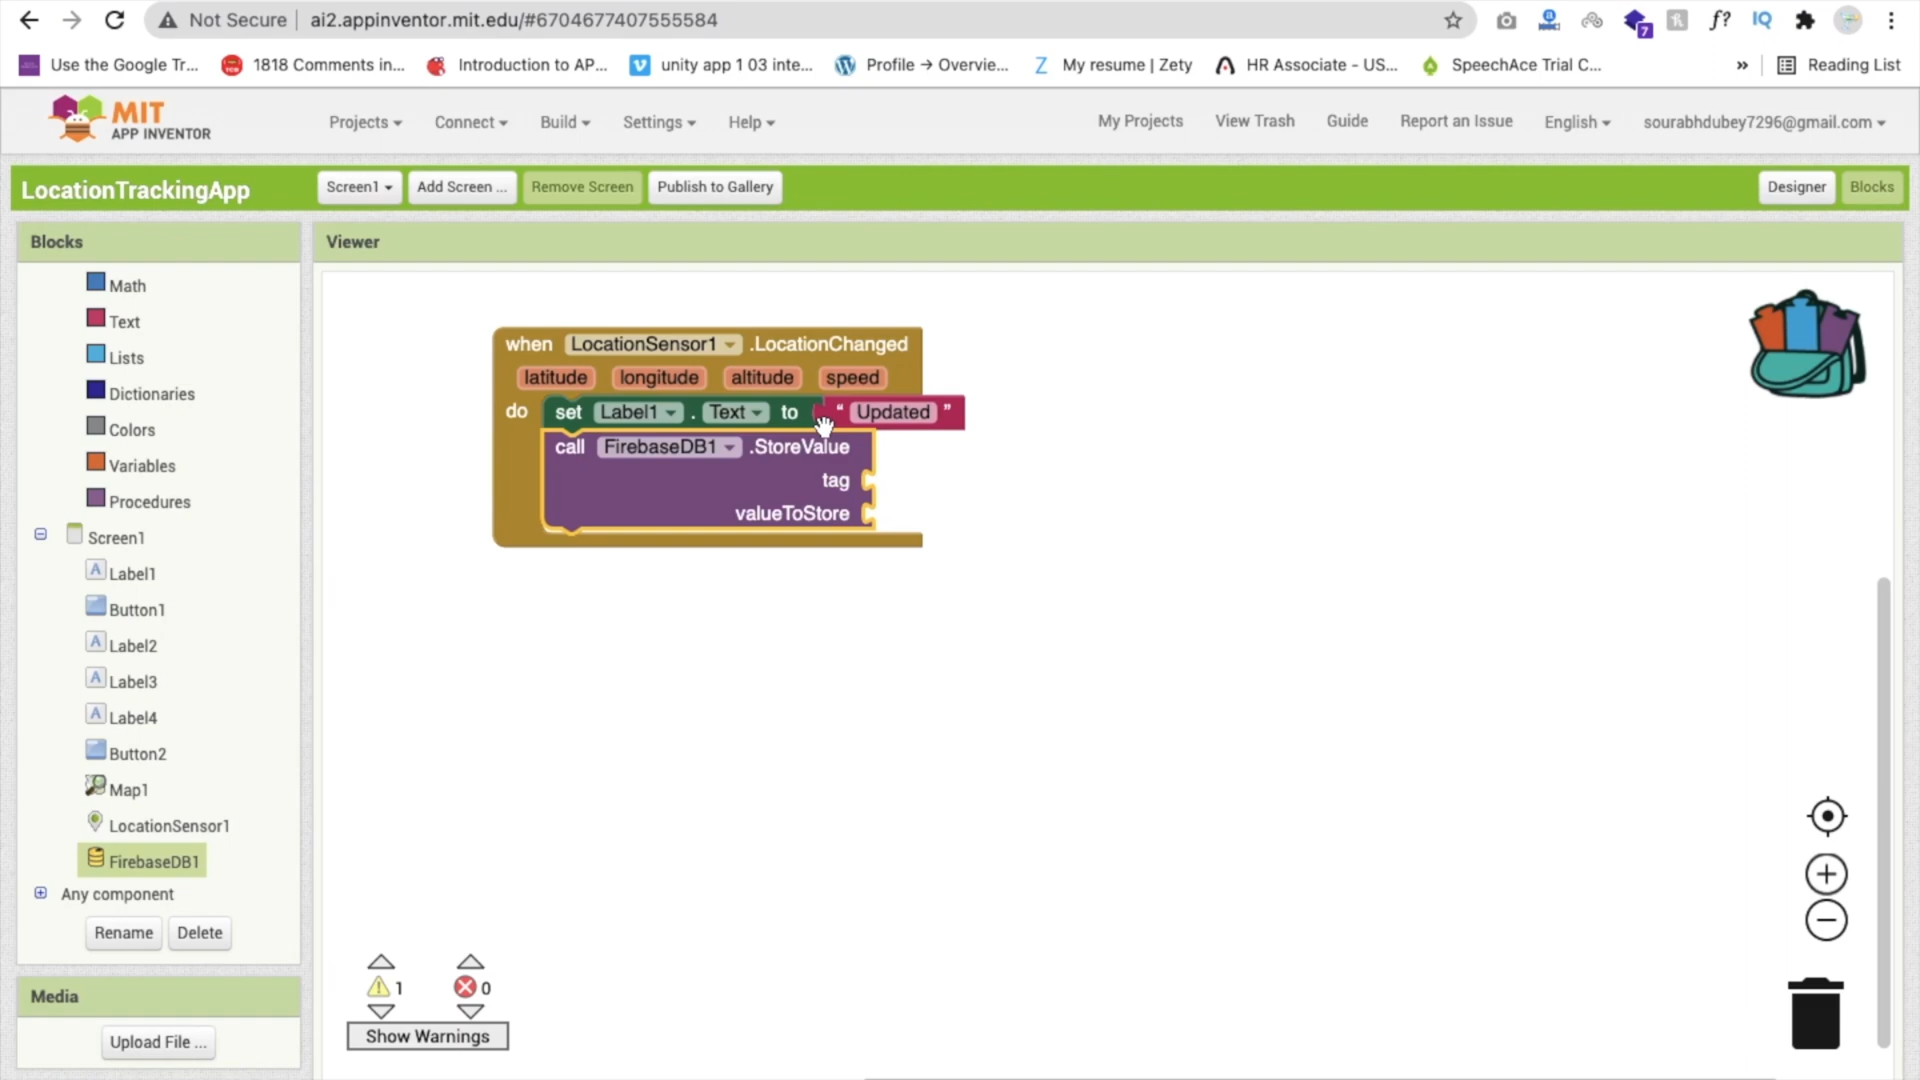 Not Secure | ai2.appinventor.mit.edu/#6704677407555584
7
Use the Google Tr...
1818 Comments in...
Introduction to AP...
unity app 1 03 inte...
Profile → Overvie...
My resume | Zety
HR Associate - US...
SpeechAce Trial C...
»
Reading List
MIT
APP INVENTOR
Projects
Connect
Build
Settings
Help
My Projects
View Trash
Guide
Report an Issue
English
sourabhdubey7296@gmail.com
LocationTrackingApp
Screen1
Add Screen ...
Remove Screen
Publish to Gallery
Designer
Blocks
Blocks
Math
Text
Lists
Dictionaries
Colors
Variables
Procedures
Screen1
Label1
Button1
Label2
Label3
Label4
Button2
Map1
LocationSensor1
FirebaseDB1
Any component
Rename
Delete
Media
Upload File ...
Viewer
when LocationSensor1 .LocationChanged
latitude longitude altitude speed
do set Label1 . Text to “ Updated ”
call FirebaseDB1 .StoreValue
tag
valueToStore
1
0
Show Warnings